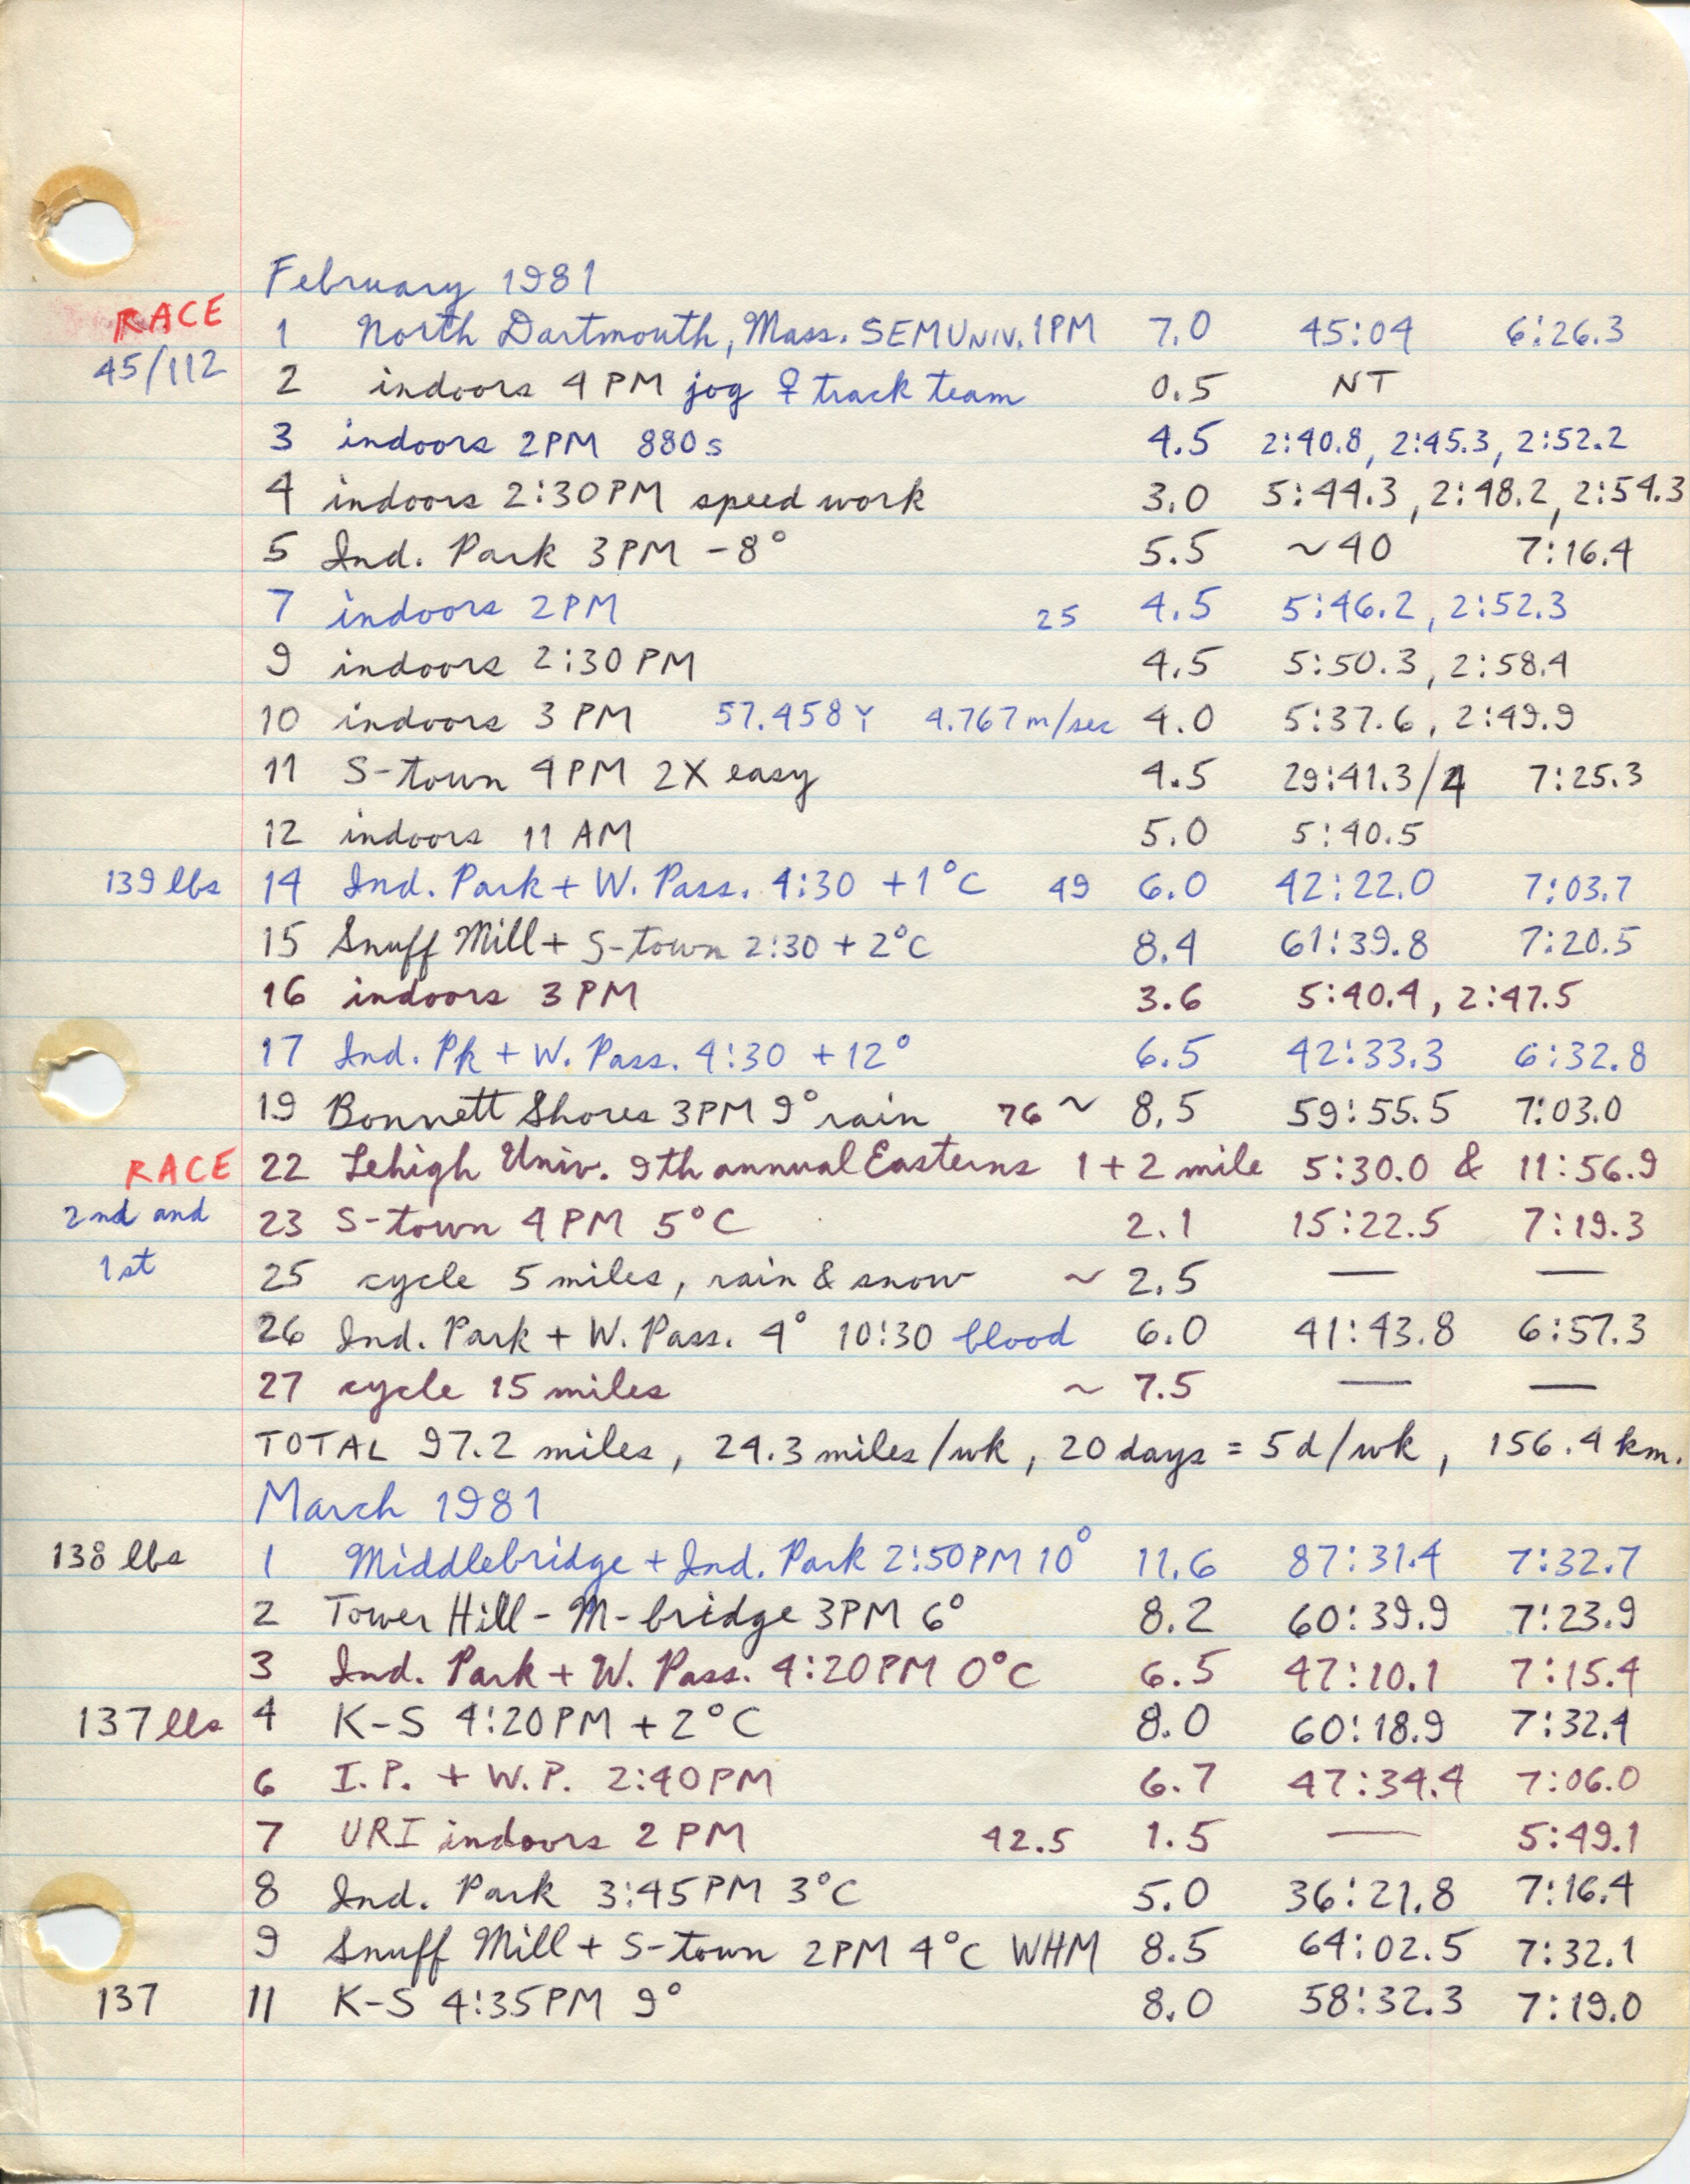 February 1981
RACE 1 North Dartmouth, Mass. SEMUNIV. 1PM 7.0 45:04 6:26.3
45/112 2 indoors 4 PM jog ♀ track team 0.5 NT
3 indoors 2PM 880s 4.5 2:40.8, 2:45.3, 2:52.2
4 indoors 2:30PM speed work 3.0 5:44.3, 2:48.2, 2:54.3
5 Ind. Park 3PM -8° 5.5 ~40 7:16.4
7 indoors 2PM 25 4.5 5:46.2, 2:52.3
9 indoors 2:30 PM 4.5 5:50.3, 2:58.4
10 indoors 3 PM 57.458Y 4.767m/sec 4.0 5:37.6, 2:49.9
11 S-town 4PM 2X easy 4.5 29:41.3/4 7:25.3
12 indoors 11 AM 5.0 5:40.5
139 lbs 14 Ind. Park + W. Pass. 4:30 +1°C 49 6.0 42:22.0 7:03.7
15 Snuff Mill + S-town 2:30 + 2°C 8.4 61:39.8 7:20.5
16 indoors 3 PM 3.6 5:40.4, 2:47.5
17 Ind. Pk + W. Pass. 4:30 +12° 6.5 42:33.3 6:32.8
19 Bonnett Shores 3PM 9° rain 76 ~ 8.5 59:55.5 7:03.0
RACE 22 Lehigh Univ. 9th annual Easterns 1 + 2 mile 5:30.0 & 11:56.9
2nd and 23 S-town 4 PM 5°C 2.1 15:22.5 7:19.3
1st 25 cycle 5 miles, rain & snow ~ 2.5 — —
26 Ind. Park + W. Pass. 4° 10:30 blood 6.0 41:43.8 6:57.3
27 cycle 15 miles ~ 7.5 — —
TOTAL 97.2 miles, 24.3 miles/wk, 20 days = 5d/wk, 156.4 km.
March 1981
138 lbs 1 Middlebridge + Ind. Park 2:50PM 10° 11.6 87:31.4 7:32.7
2 Tower Hill - M-bridge 3PM 6° 8.2 60:39.9 7:23.9
3 Ind. Park + W. Pass. 4:20PM 0°C 6.5 47:10.1 7:15.4
137 lbs 4 K-S 4:20PM + 2°C 8.0 60:18.9 7:32.4
6 I.P. + W.P. 2:40PM 6.7 47:34.4 7:06.0
7 URI indoors 2 PM 42.5 1.5 — 5:49.1
8 Ind. Park 3:45PM 3°C 5.0 36:21.8 7:16.4
9 Snuff Mill + S-town 2PM 4°C WHM 8.5 64:02.5 7:32.1
137 11 K-S 4:35PM 9° 8.0 58:32.3 7:19.0